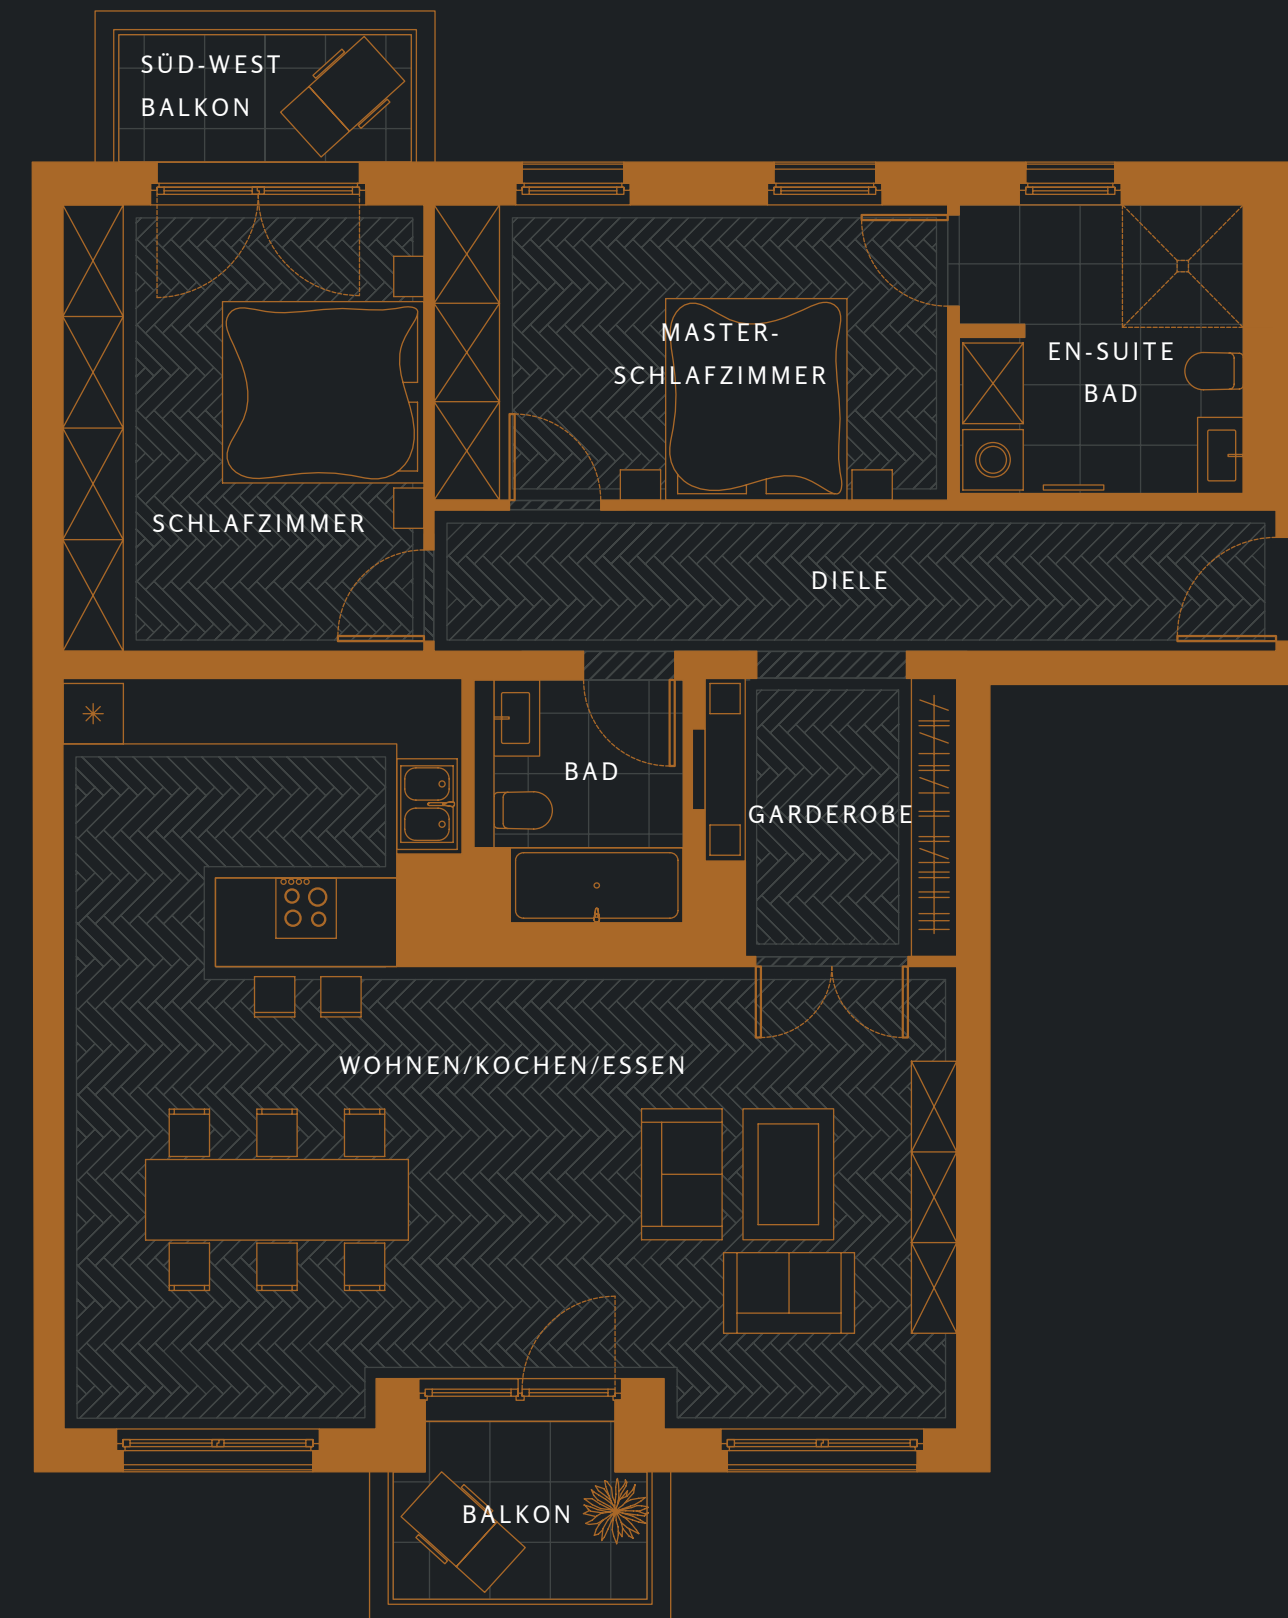 SÜD-WEST
BALKON
MASTER-
SCHLAFZIMMER
EN-SUITE
BAD
SCHLAFZIMMER
DIELE
BAD
GARDEROBE
WOHNEN/KOCHEN/ESSEN
BALKON